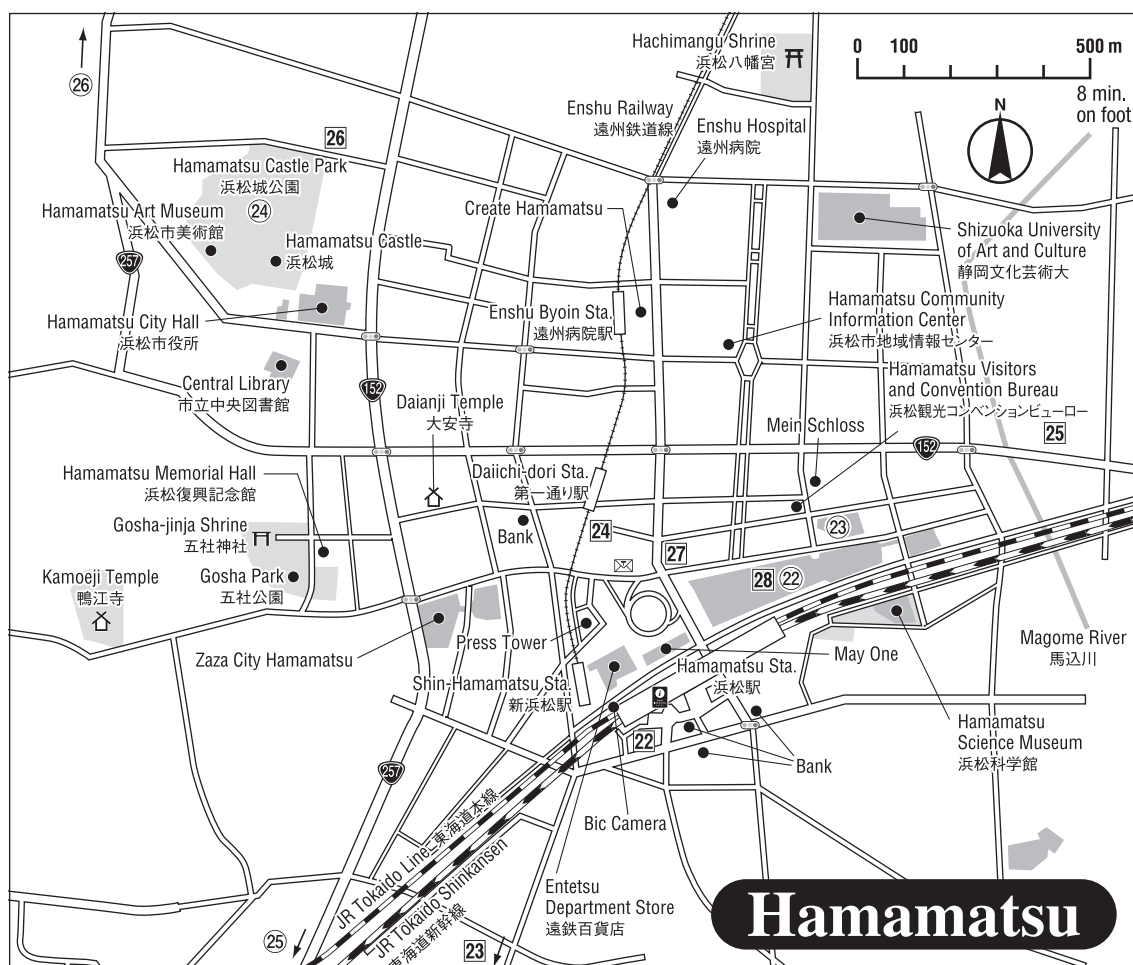 Hachimangu Shrine
浜松八幡宮
0 100 500 m
8 min.
on foot
N
㉖
Enshu Railway
遠州鉄道線
Enshu Hospital
遠州病院
26
Hamamatsu Castle Park
浜松城公園
㉔
Create Hamamatsu
Hamamatsu Art Museum
浜松市美術館
Hamamatsu Castle
浜松城
257
Shizuoka University
of Art and Culture
静岡文化芸術大
Hamamatsu City Hall
浜松市役所
Enshu Byoin Sta.
遠州病院駅
Hamamatsu Community
Information Center
浜松市地域情報センター
Central Library
市立中央図書館
152
Daianji Temple
大安寺
Hamamatsu Visitors
and Convention Bureau
浜松観光コンベンションビューロー
Mein Schloss
152
25
Hamamatsu Memorial Hall
浜松復興記念館
Daiichi-dori Sta.
第一通り駅
Gosha-jinja Shrine
五社神社
Bank
24
㉓
27
Kamoeji Temple
鴨江寺
Gosha Park
五社公園
28
㉒
Press Tower
Zaza City Hamamatsu
May One
Magome River
馬込川
Shin-Hamamatsu Sta.
新浜松駅
Hamamatsu Sta.
浜松駅
22
Bank
Hamamatsu
Science Museum
浜松科学館
257
Bic Camera
JR Tokaido Line 東海道本線
JR Tokaido Shinkansen
東海道新幹線
Entetsu
Department Store
遠鉄百貨店
㉕
23
Hamamatsu